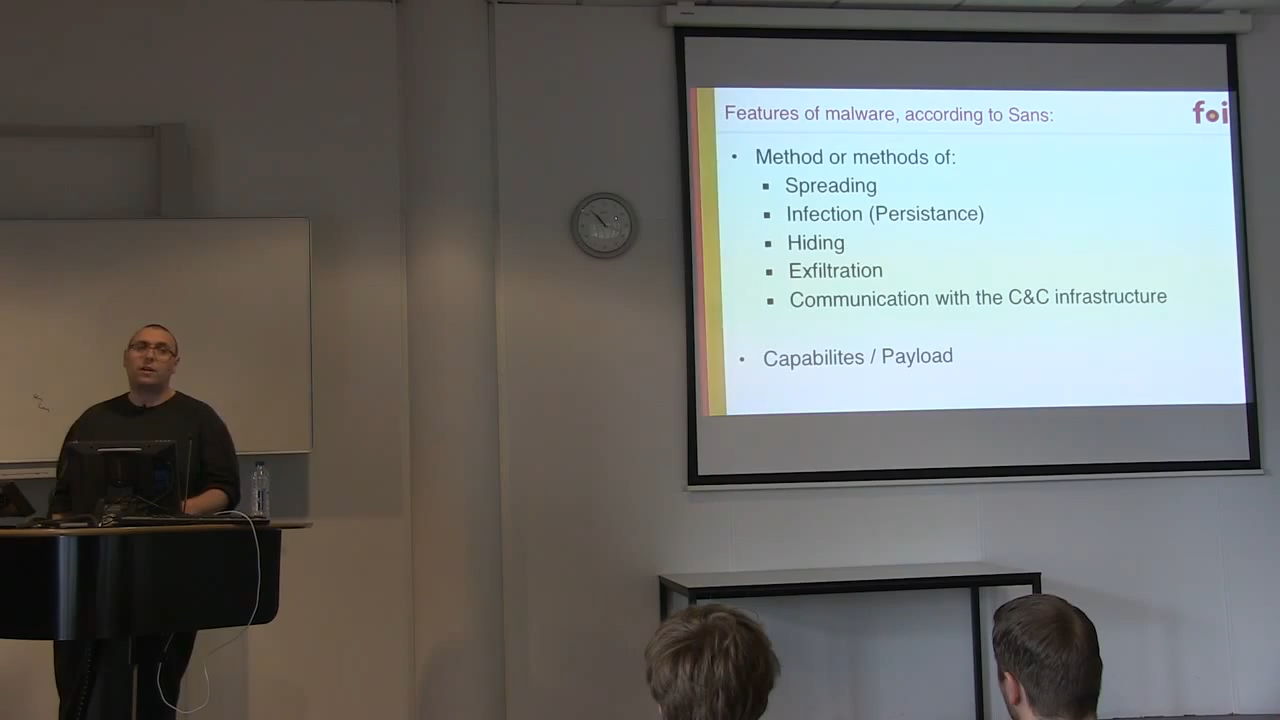 Features of malware, according to Sans:
foi
• Method or methods of:
▪ Spreading
▪ Infection (Persistance)
▪ Hiding
▪ Exfiltration
▪ Communication with the C&C infrastructure
• Capabilites / Payload